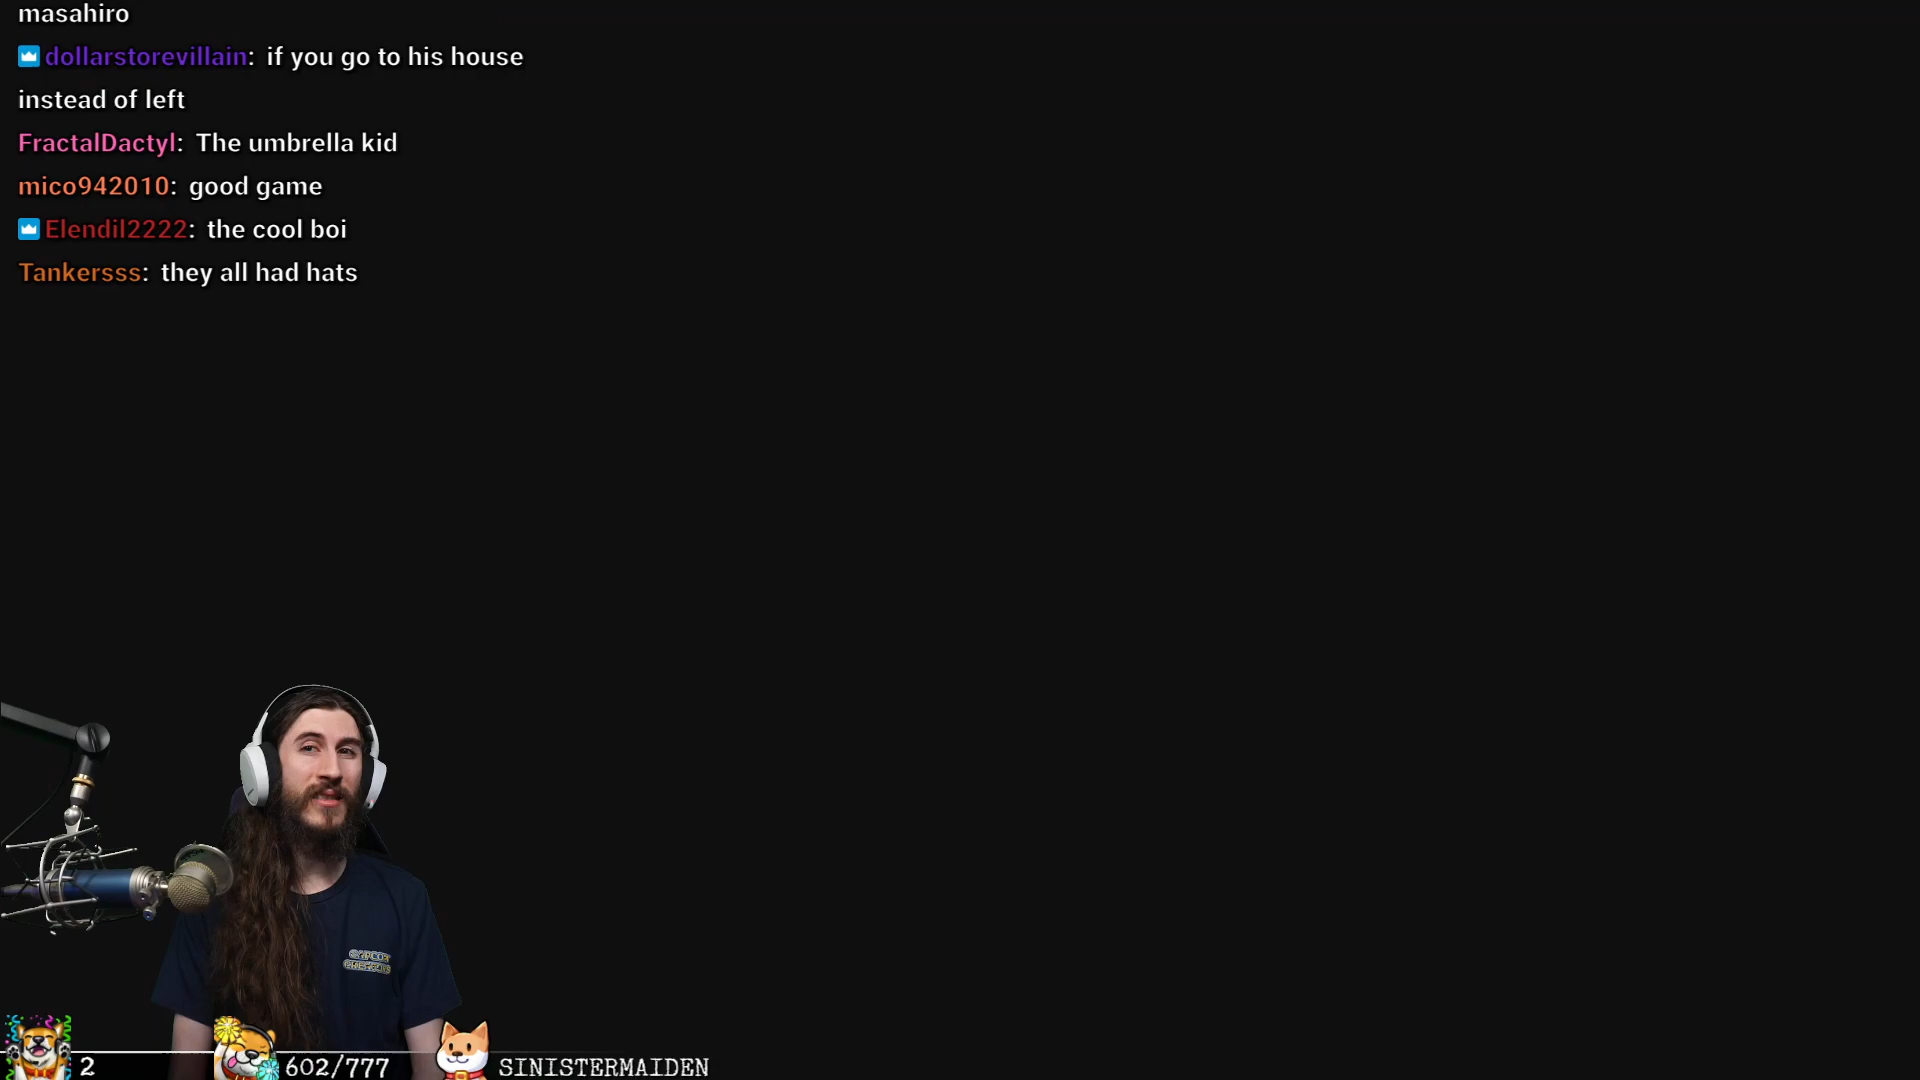 masahiro
dollarstorevillain: if you go to his house
instead of left
FractalDactyl: The umbrella kid
mico942010: good game
Elendil2222: the cool boi
Tankersss: they all had hats
CAPCOM
2
602/777
SINISTERMAIDEN